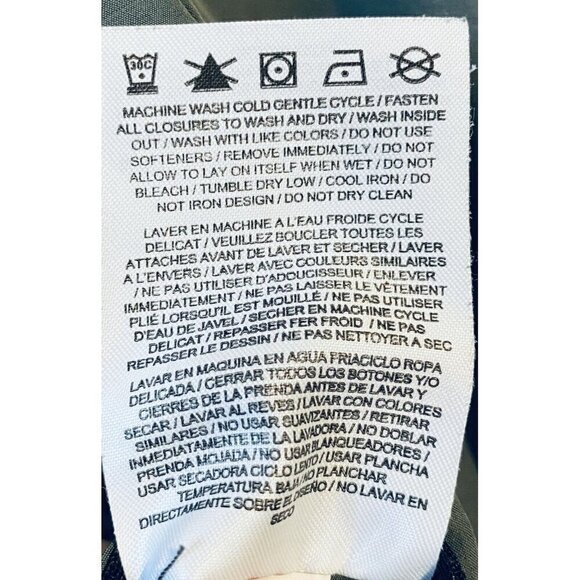 30C
MACHINE WASH COLD GENTLE CYCLE / FASTEN
ALL CLOSURES TO WASH AND DRY / WASH INSIDE
OUT / WASH WITH LIKE COLORS / DO NOT USE
SOFTENERS / REMOVE IMMEDIATELY / DO NOT
ALLOW TO LAY ON ITSELF WHEN WET / DO NOT
BLEACH / TUMBLE DRY LOW / COOL IRON / DO
NOT IRON DESIGN / DO NOT DRY CLEAN
LAVER EN MACHINE A L'EAU FROIDE CYCLE
DELICAT / VEUILLEZ BOUCLER TOUTES LES
ATTACHES AVANT DE LAVER ET SECHER / LAVER
A L'ENVERS / LAVER AVEC COULEURS SIMILAIRES
/ NE PAS UTILISER D'ADOUCISSEUR / ENLEVER
IMMEDIATEMENT / NE PAS LAISSER LE VÊTEMENT
PLIÉ LORSQU'IL EST MOUILLÉ / NE PAS UTILISER
D'EAU DE JAVEL / SECHER EN MACHINE CYCLE
DELICAT / REPASSER FER FROID / NE PAS
REPASSER LE DESSIN / NE PAS NETTOYER A SEC
LAVAR EN MAQUINA EN AGUA FRIACICLO ROPA
DELICADA / CERRAR TODOS LOS BOTONES Y/O
CIERRES DE LA PRENDA ANTES DE LAVAR Y
SECAR / LAVAR AL REVES / LAVAR CON COLORES
SIMILARES / NO USAR SUAVIZANTES / RETIRAR
INMEDIATAMENTE DE LA LAVADORA / NO DOBLAR
PRENDA MOJADA / NO USAR BLANQUEADORES /
USAR SECADORA CICLO LENTO / USAR PLANCHA
TEMPERATURA BAJA / NO PLANCHAR
DIRECTAMENTE SOBRE EL DISEÑO / NO LAVAR EN
SECO